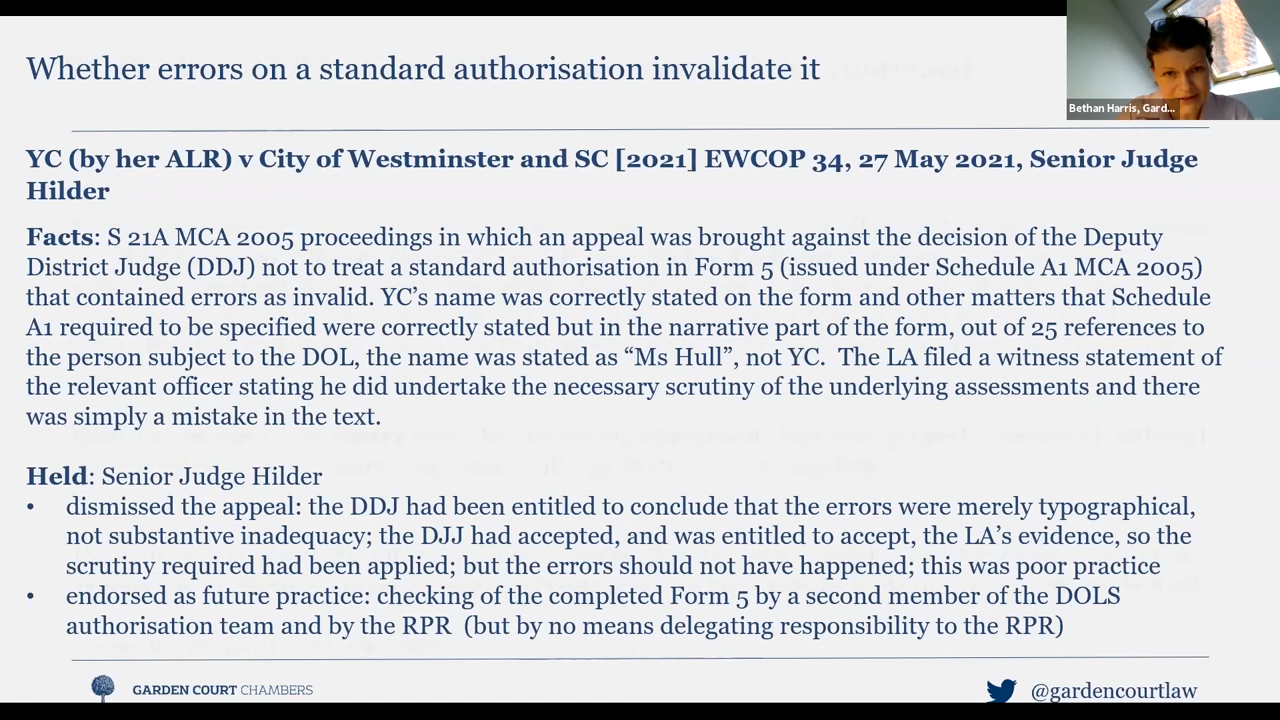 Whether errors on a standard authorisation invalidate it
Bethan Harris, Gard...
YC (by her ALR) v City of Westminster and SC [2021] EWCOP 34, 27 May 2021, Senior Judge
Hilder
Facts: S 21A MCA 2005 proceedings in which an appeal was brought against the decision of the Deputy
District Judge (DDJ) not to treat a standard authorisation in Form 5 (issued under Schedule A1 MCA 2005)
that contained errors as invalid. YC’s name was correctly stated on the form and other matters that Schedule
A1 required to be specified were correctly stated but in the narrative part of the form, out of 25 references to
the person subject to the DOL, the name was stated as “Ms Hull”, not YC. The LA filed a witness statement of
the relevant officer stating he did undertake the necessary scrutiny of the underlying assessments and there
was simply a mistake in the text.
Held: Senior Judge Hilder
• dismissed the appeal: the DDJ had been entitled to conclude that the errors were merely typographical,
not substantive inadequacy; the DJJ had accepted, and was entitled to accept, the LA’s evidence, so the
scrutiny required had been applied; but the errors should not have happened; this was poor practice
• endorsed as future practice: checking of the completed Form 5 by a second member of the DOLS
authorisation team and by the RPR (but by no means delegating responsibility to the RPR)
GARDEN COURT CHAMBERS
@gardencourtlaw